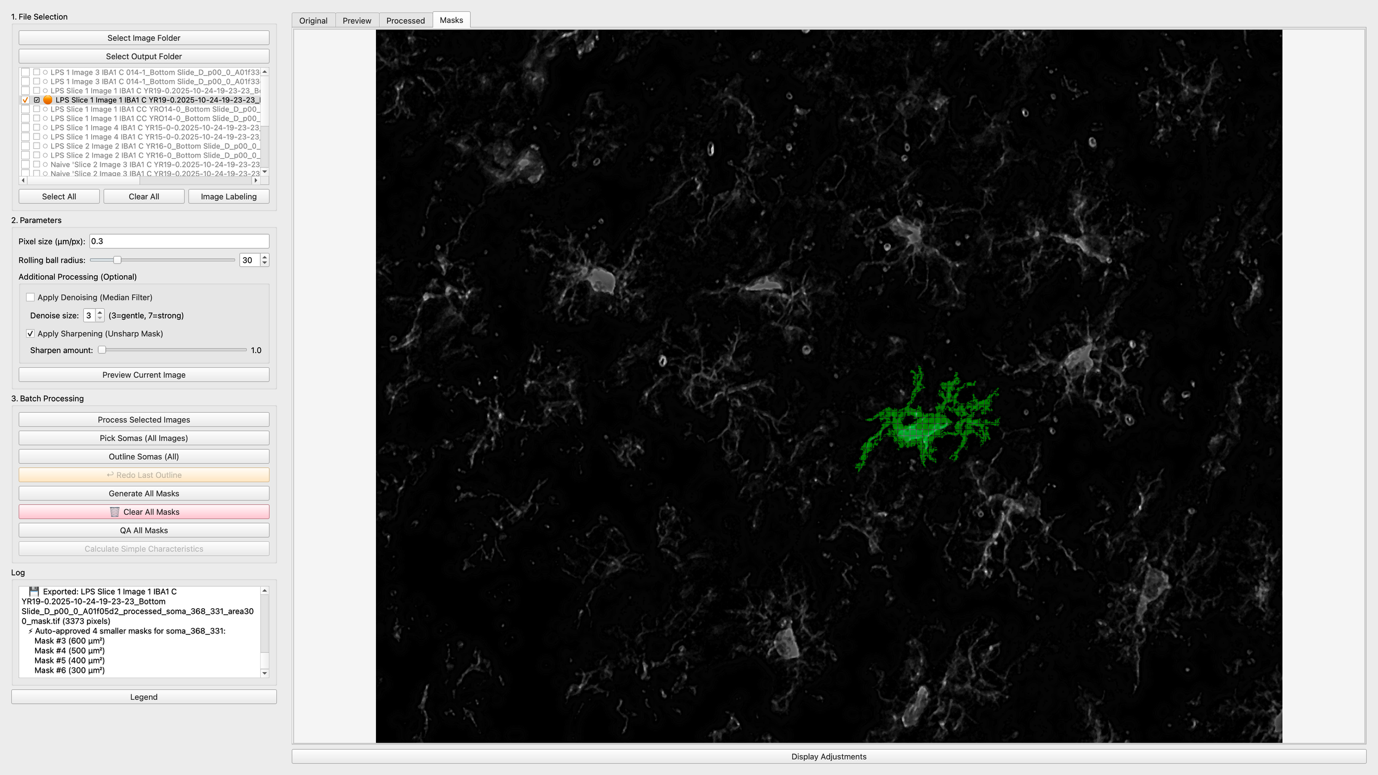 1. File Selection
Select Image Folder
Select Output Folder
LPS 1 Image 3 IBA1 C 014-1_Bottom Slide_D_p00_0_A01f33
LPS 1 Image 3 IBA1 C 014-1_Bottom Slide_D_p00_0_A01f33
LPS Slice 1 Image 1 IBA1 C YR19-0.2025-10-24-19-23-23_B
LPS Slice 1 Image 1 IBA1 C YR19-0.2025-10-24-19-23-23_
LPS Slice 1 Image 1 IBA1 CC YRO14-0_Bottom Slide_D_p00_
LPS Slice 1 Image 1 IBA1 CC YRO14-0_Bottom Slide_D_p00_
LPS Slice 1 Image 4 IBA1 C YR15-0-0.2025-10-24-19-23-23_
LPS Slice 1 Image 4 IBA1 C YR15-0-0.2025-10-24-19-23-23_
LPS Slice 2 Image 2 IBA1 C YR16-0_Bottom Slide_D_p00_0_
LPS Slice 2 Image 2 IBA1 C YR16-0_Bottom Slide_D_p00_0_
Naive 'Slice 2 Image 3 IBA1 C YR19-0.2025-10-24-19-23-23
Naive 'Slice 2 Image 3 IBA1 C YR19-0.2025-10-24-19-23-23
Select All
Clear All
Image Labeling
2. Parameters
Pixel size (µm/px): 0.3
Rolling ball radius: 30
Additional Processing (Optional)
Apply Denoising (Median Filter)
Denoise size: 3 (3=gentle, 7=strong)
Apply Sharpening (Unsharp Mask)
Sharpen amount: 1.0
Preview Current Image
3. Batch Processing
Process Selected Images
Pick Somas (All Images)
Outline Somas (All)
↩ Redo Last Outline
Generate All Masks
Clear All Masks
QA All Masks
Calculate Simple Characteristics
Log
Exported: LPS Slice 1 Image 1 IBA1 C
YR19-0.2025-10-24-19-23-23_Bottom
Slide_D_p00_0_A01f05d2_processed_soma_368_331_area30
0_mask.tif (3373 pixels)
⚡ Auto-approved 4 smaller masks for soma_368_331:
Mask #3 (600 µm²)
Mask #4 (500 µm²)
Mask #5 (400 µm²)
Mask #6 (300 µm²)
Legend
Original Preview Processed Masks
Display Adjustments